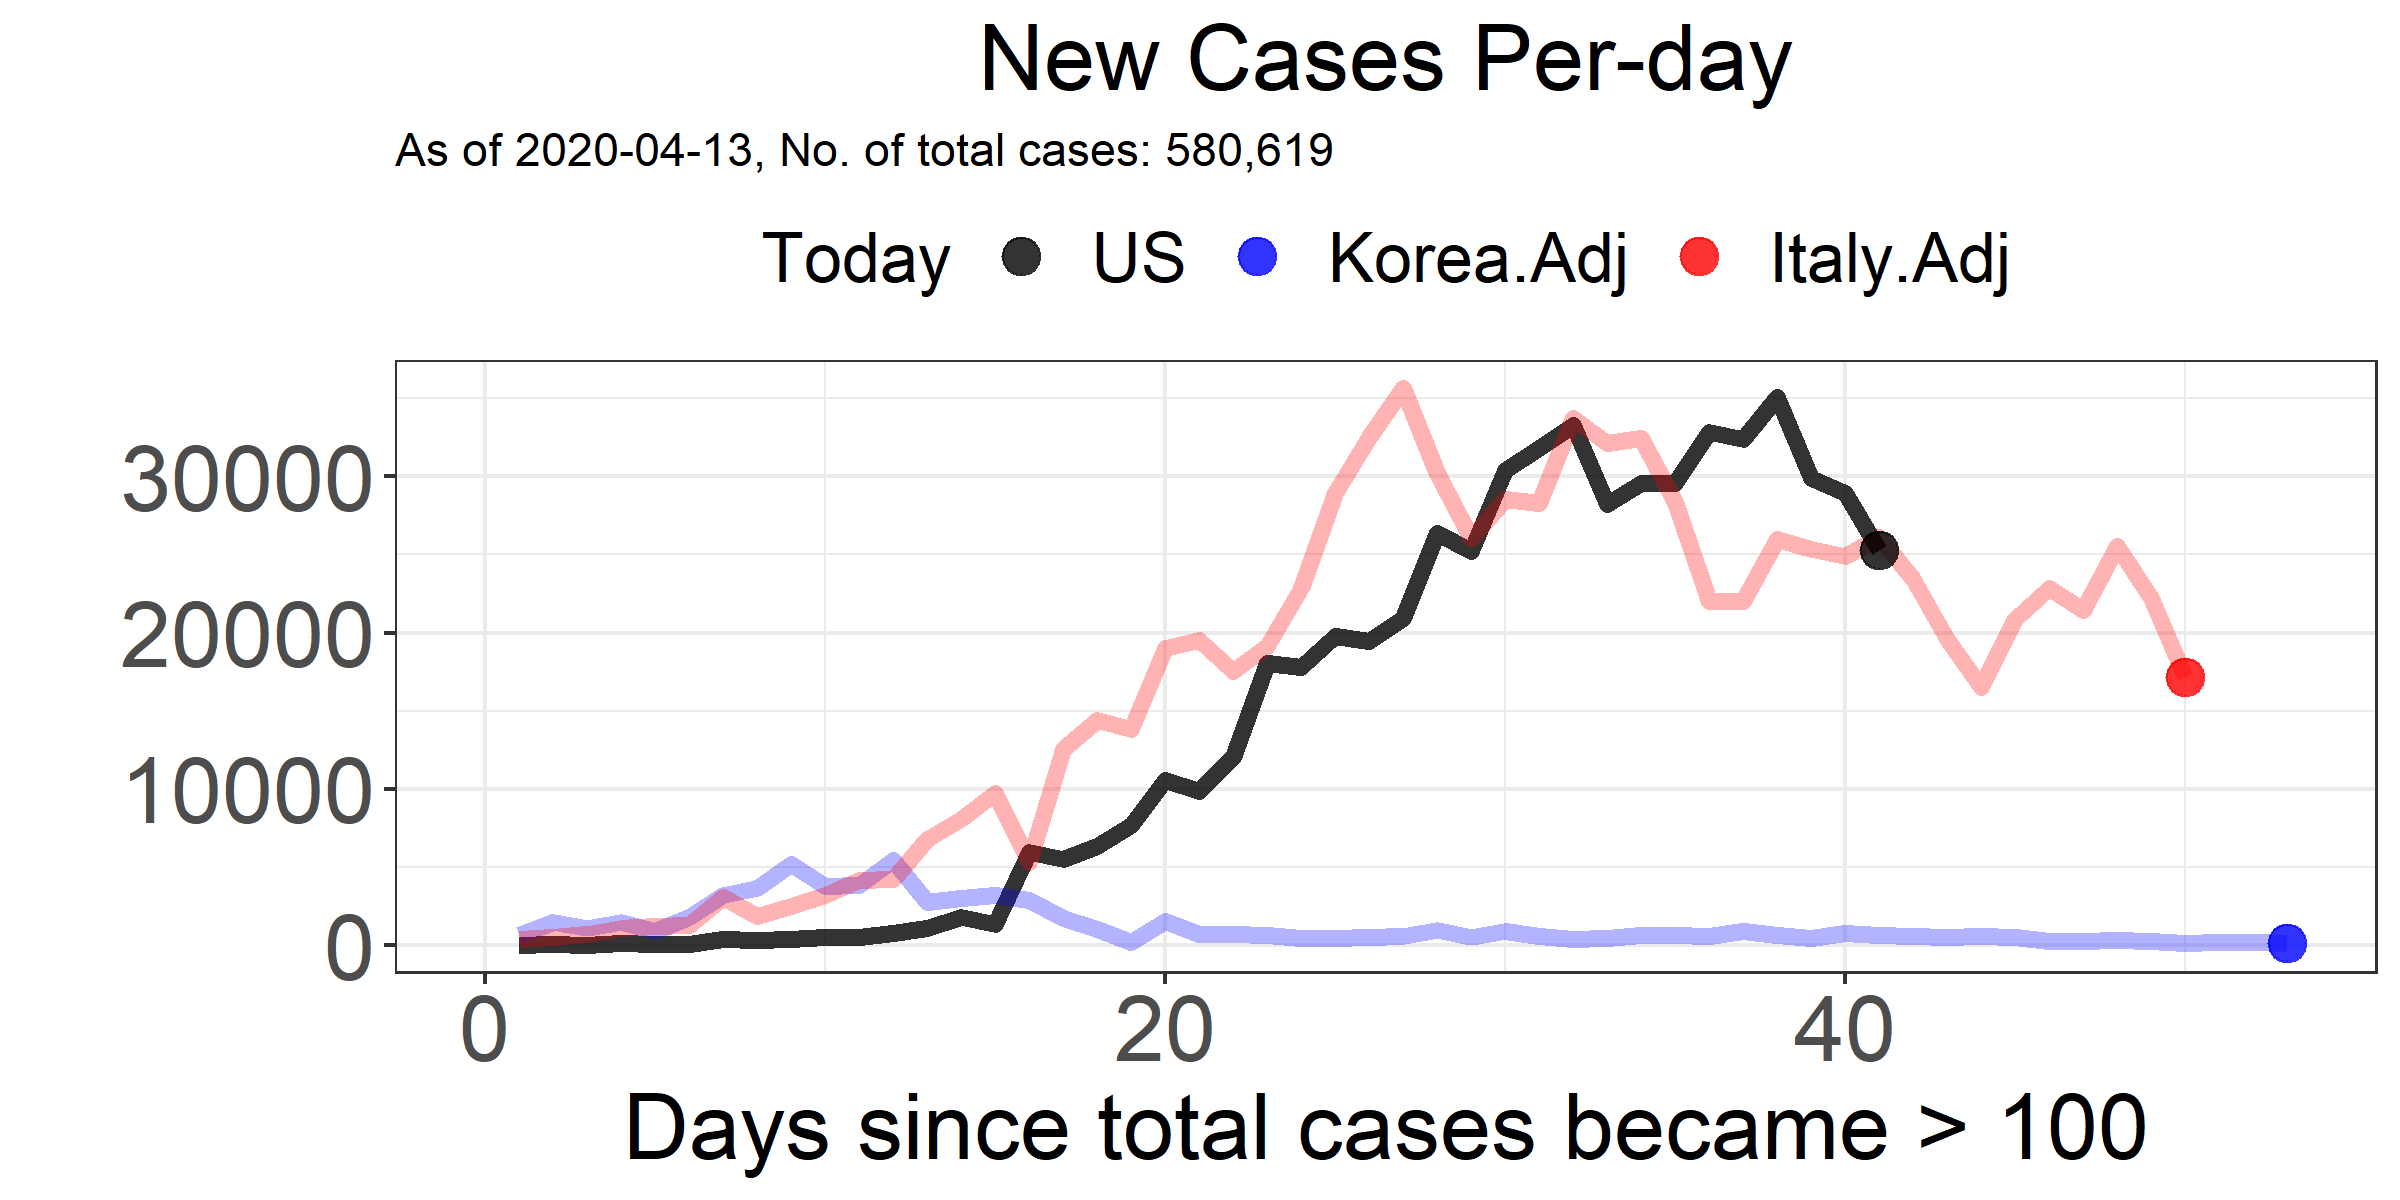 New Cases Per-day
As of 2020-04-13, No. of total cases: 580,619
Today US Korea.Adj Italy.Adj
30000
20000
10000
0
0 20 40
Days since total cases became > 100